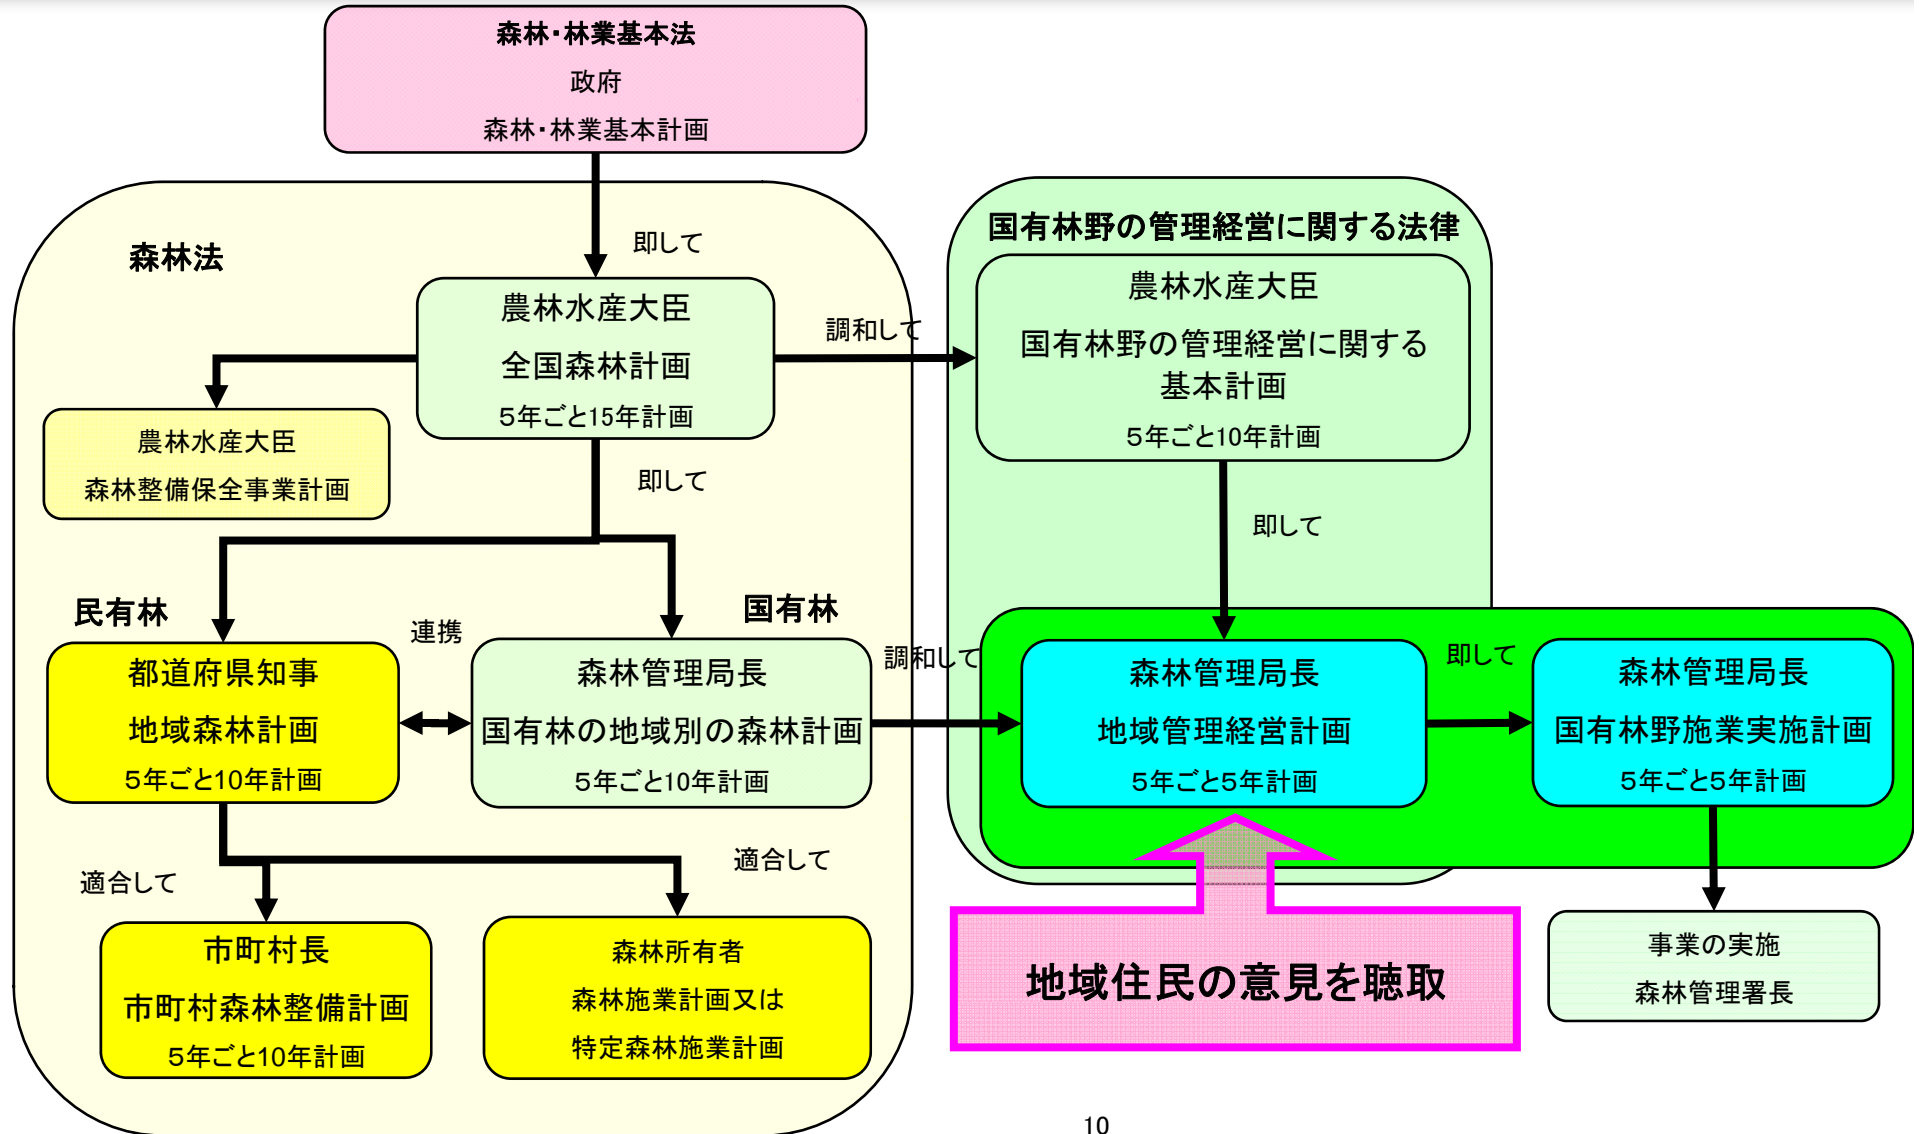 森林・林業基本法
政府
森林・林業基本計画
即して
森林法
農林水産大臣
全国森林計画
5年ごと15年計画
調和して
農林水産大臣
森林整備保全事業計画
即して
民有林
国有林
都道府県知事
地域森林計画
5年ごと10年計画
連携
森林管理局長
国有林の地域別の森林計画
5年ごと10年計画
調和して
適合して
適合して
市町村長
市町村森林整備計画
5年ごと10年計画
森林所有者
森林施業計画又は
特定森林施業計画
国有林野の管理経営に関する法律
農林水産大臣
国有林野の管理経営に関する
基本計画
5年ごと10年計画
即して
森林管理局長
地域管理経営計画
5年ごと5年計画
即して
森林管理局長
国有林野施業実施計画
5年ごと5年計画
地域住民の意見を聴取
事業の実施
森林管理署長
10